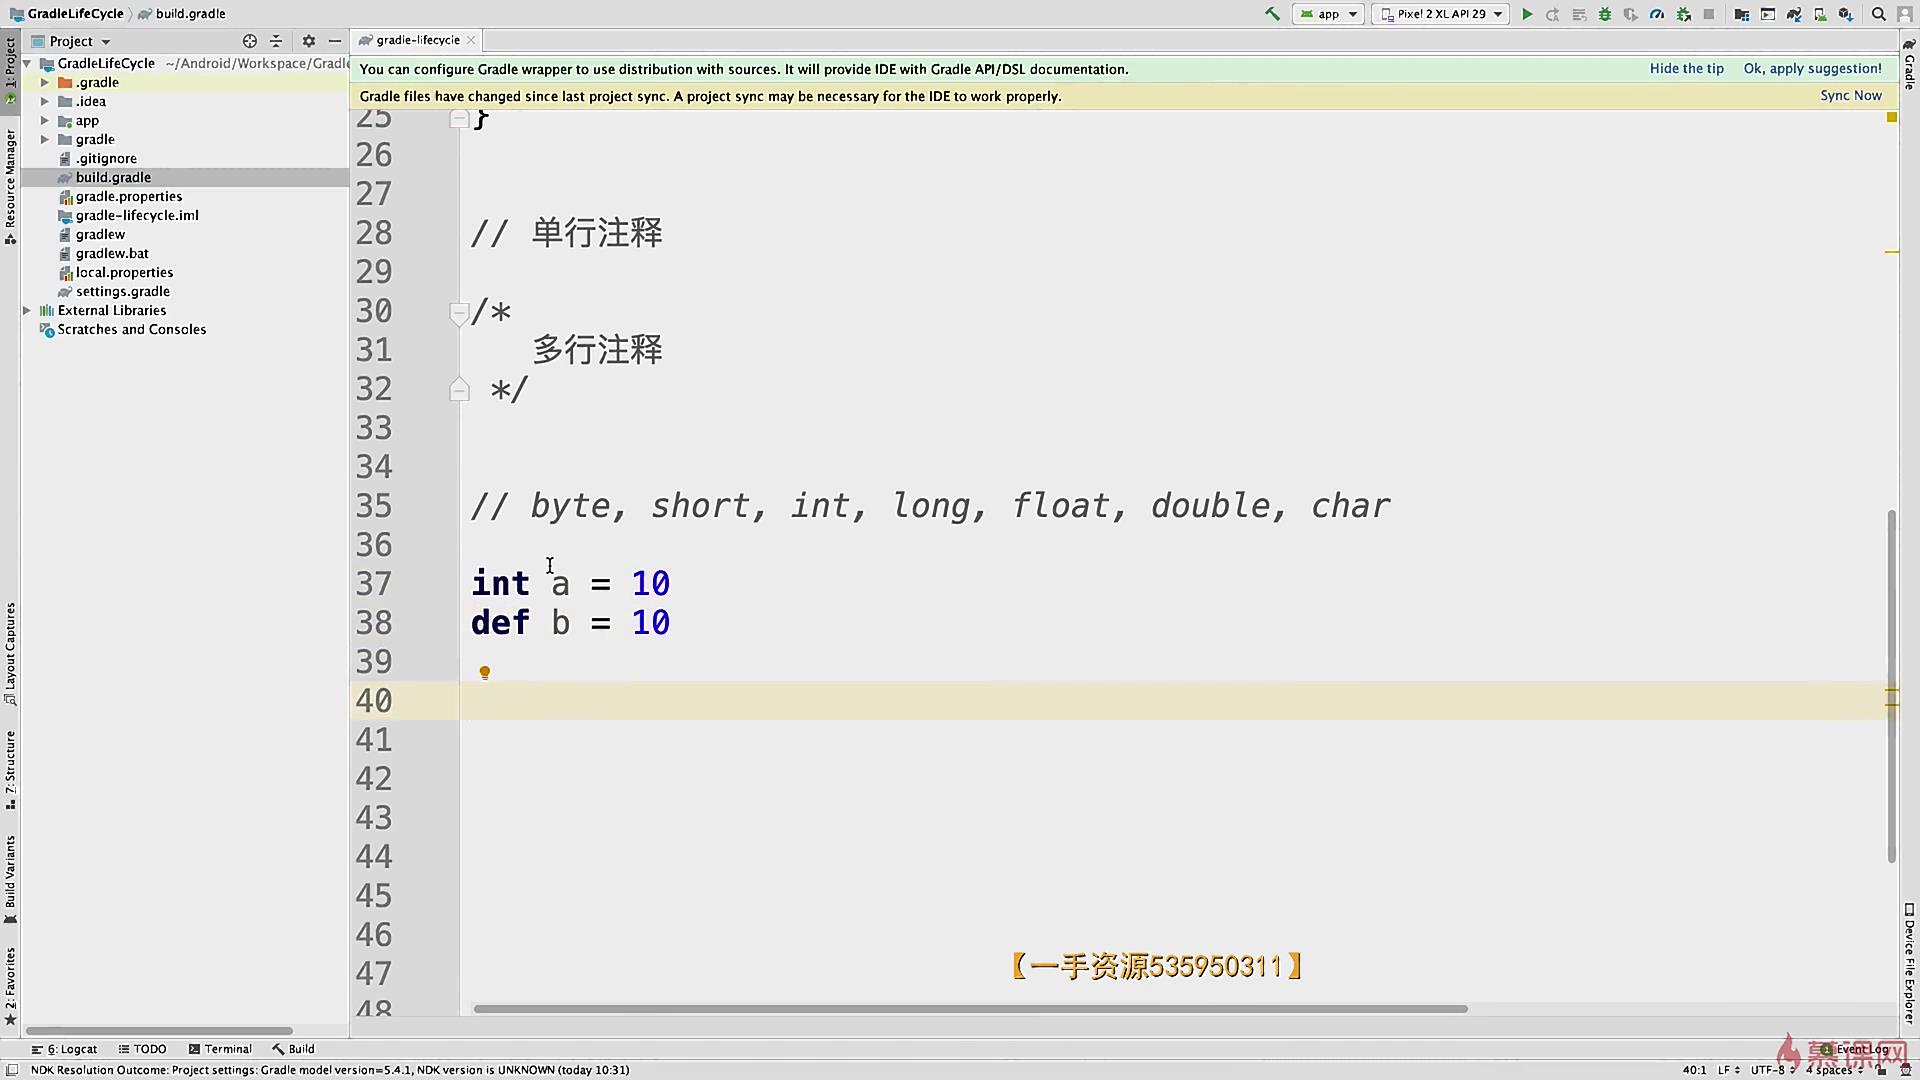 GradleLifeCycle build.gradle
app
Pixel 2 XL API 29
1: Project
Resource Manager
Layout Captures
7: Structure
Build Variants
2: Favorites
Project
GradleLifeCycle ~/Android/Workspace/Gradle
.gradle
.idea
app
gradle
.gitignore
build.gradle
gradle.properties
gradle-lifecycle.iml
gradlew
gradlew.bat
local.properties
settings.gradle
External Libraries
Scratches and Consoles
gradle-lifecycle
You can configure Gradle wrapper to use distribution with sources. It will provide IDE with Gradle API/DSL documentation.
Hide the tip
Ok, apply suggestion!
Gradle files have changed since last project sync. A project sync may be necessary for the IDE to work properly.
Sync Now
25 }
26
27
28 // 单行注释
29
30 /*
31 多行注释
32 */
33
34
35 // byte, short, int, long, float, double, char
36
37 int a = 10
38 def b = 10
39
40
41
42
43
44
45
46
47
48
【一手资源535950311】
Gradle
Device File Explorer
6: Logcat
TODO
Terminal
Build
Event Log
慕课网
NDK Resolution Outcome: Project settings: Gradle model version=5.4.1, NDK version is UNKNOWN (today 10:31)
40:1 LF UTF-8 4 spaces